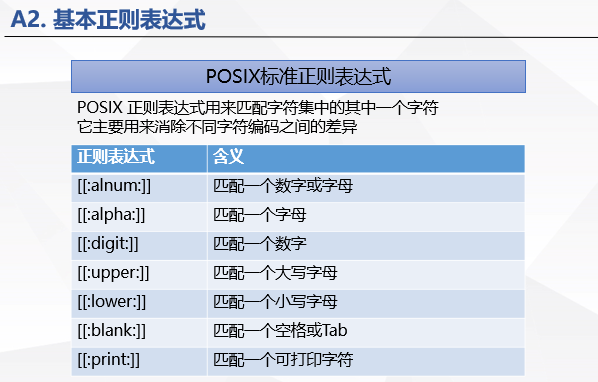 A2. 基本正则表达式
POSIX标准正则表达式
POSIX 正则表达式用来匹配字符集中的其中一个字符
它主要用来消除不同字符编码之间的差异
正则表达式 含义
[[:alnum:]] 匹配一个数字或字母
[[:alpha:]] 匹配一个字母
[[:digit:]] 匹配一个数字
[[:upper:]] 匹配一个大写字母
[[:lower:]] 匹配一个小写字母
[[:blank:]] 匹配一个空格或Tab
[[:print:]] 匹配一个可打印字符